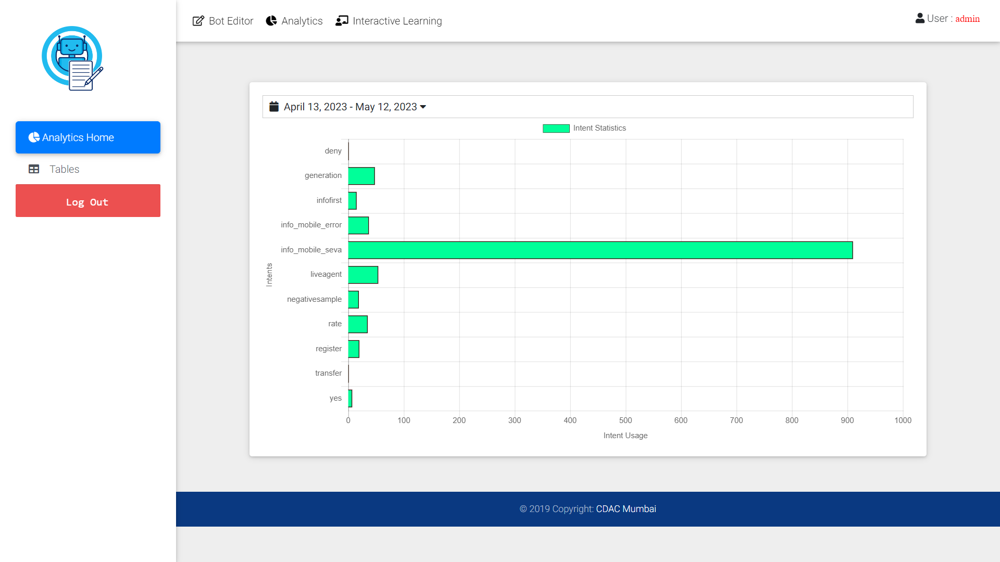 Bot Editor Analytics Interactive Learning
User : admin
Analytics Home
Tables
Log Out
April 13, 2023 - May 12, 2023
Intent Statistics
Intents
deny
generation
infofirst
info_mobile_error
info_mobile_seva
liveagent
negativesample
rate
register
transfer
yes
0 100 200 300 400 500 600 700 800 900 1000
Intent Usage
© 2019 Copyright: CDAC Mumbai